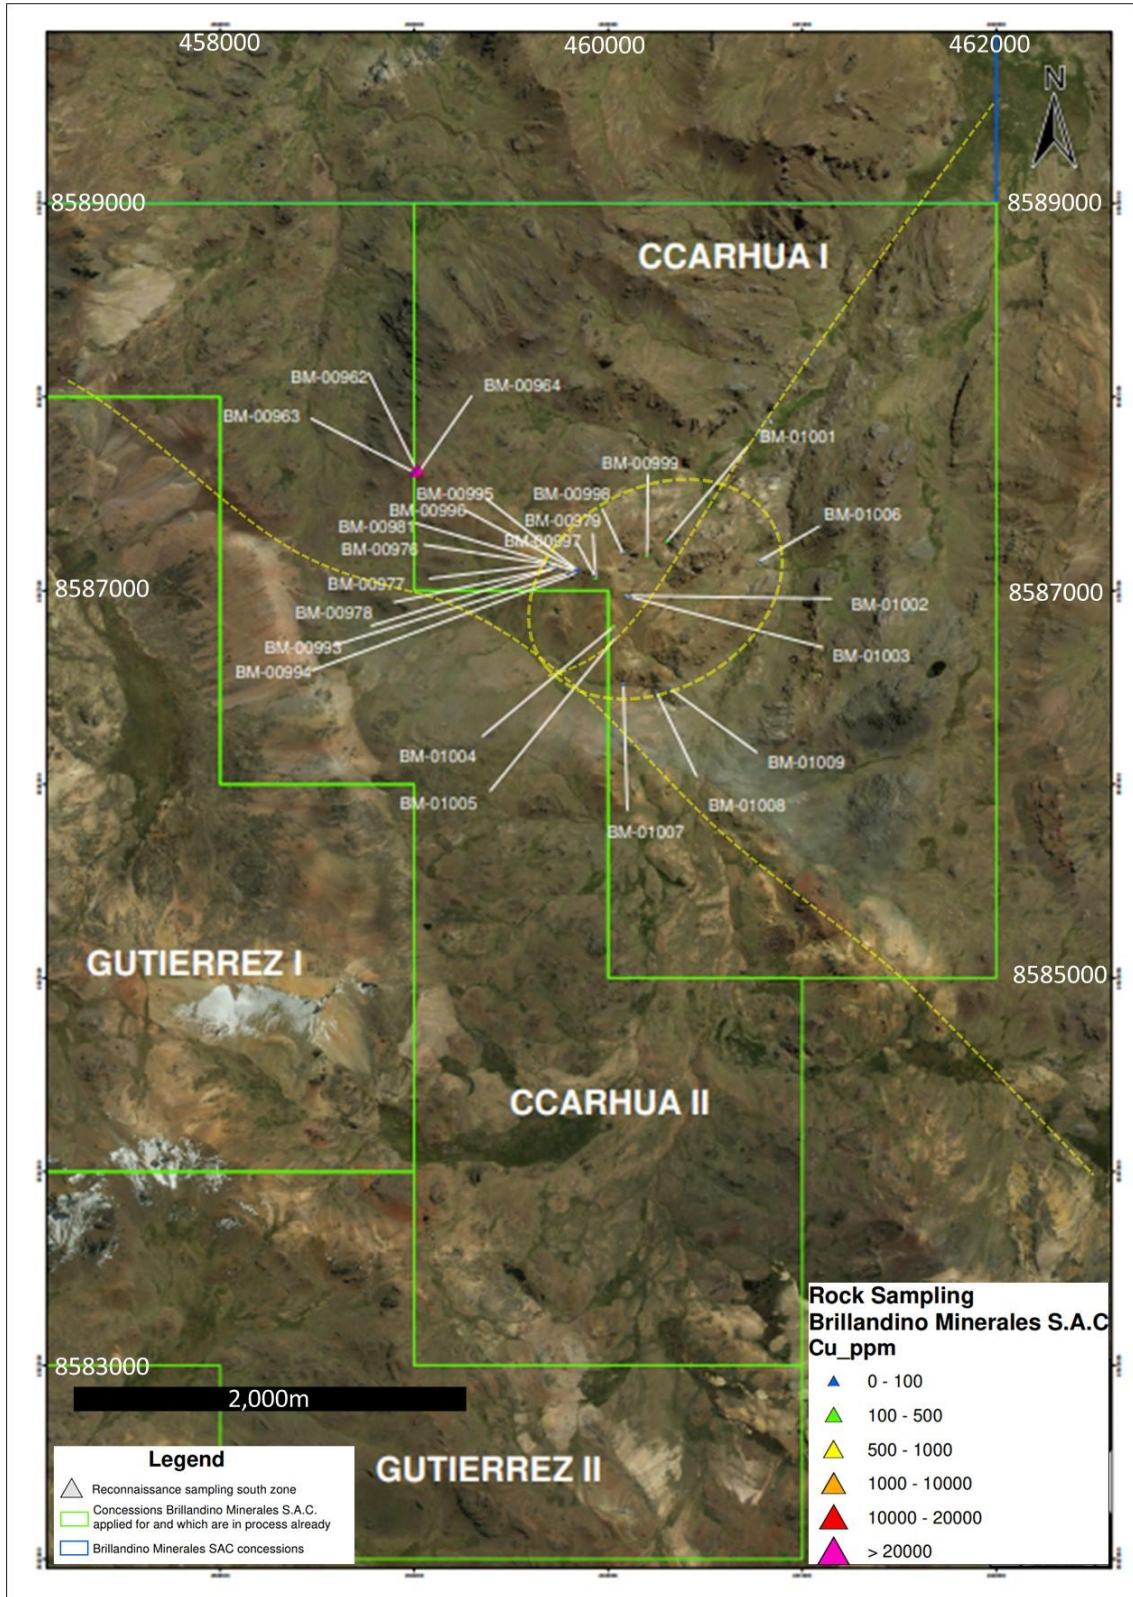 458000
460000
462000
N
8589000
8589000
CCARHUA I
BM-00962
BM-00964
BM-00963
BM-01001
BM-00999
BM-00995
BM-00998
BM-00996
BM-01006
BM-00979
BM-00981
BM-00997
BM-00976
BM-00977
8587000
8587000
BM-01002
BM-00978
BM-00993
BM-01003
BM-00994
BM-01004
BM-01009
BM-01005
BM-01008
BM-01007
GUTIERREZ I
8585000
CCARHUA II
8583000
2,000m
GUTIERREZ II
Rock Sampling
Brillandino Minerales S.A.C
Cu_ppm
0 - 100
100 - 500
500 - 1000
1000 - 10000
10000 - 20000
> 20000
Legend
Reconnaissance sampling south zone
Concessions Brillandino Minerales S.A.C.
applied for and which are in process already
Brillandino Minerales SAC concessions